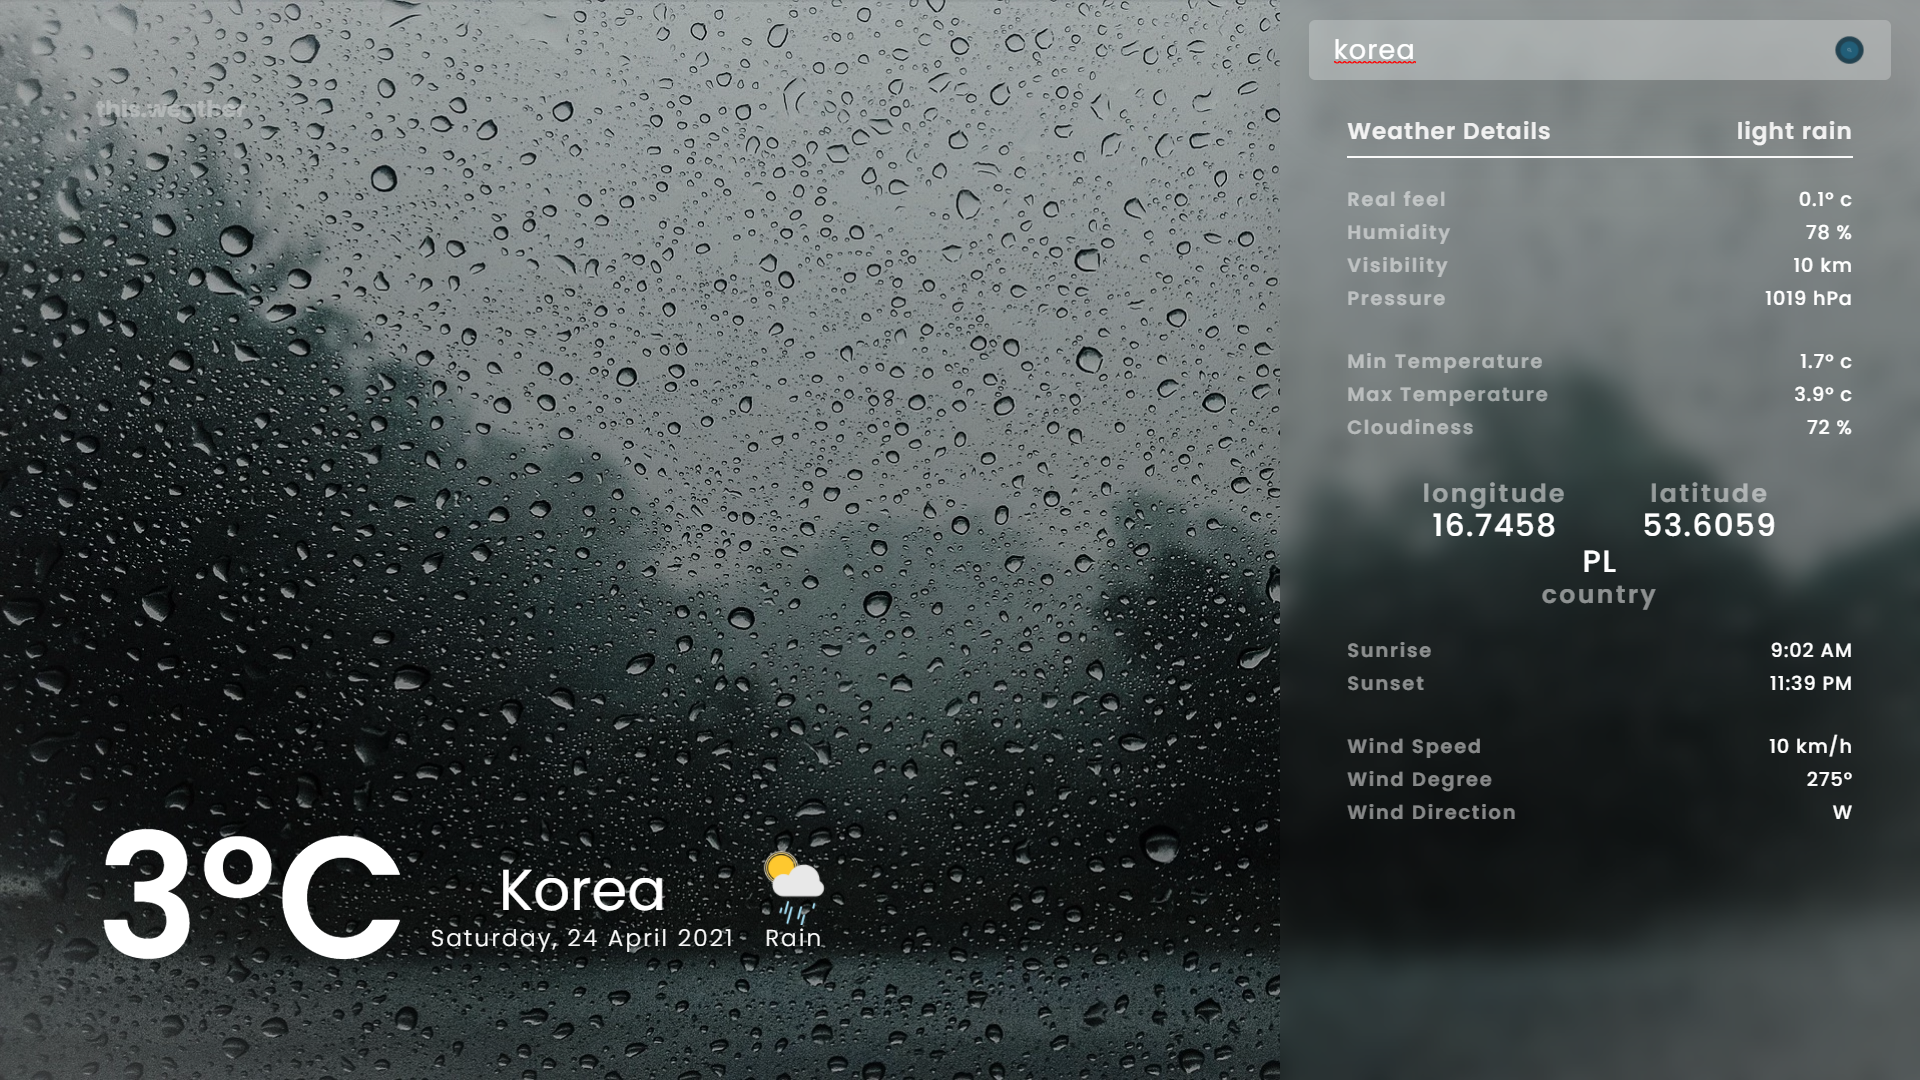 this.weather
3°C
Korea
Saturday, 24 April 2021
Rain
korea
Weather Details light rain
Real feel 0.1° c
Humidity 78 %
Visibility 10 km
Pressure 1019 hPa
Min Temperature 1.7° c
Max Temperature 3.9° c
Cloudiness 72 %
longitude latitude
16.7458 53.6059
PL
country
Sunrise 9:02 AM
Sunset 11:39 PM
Wind Speed 10 km/h
Wind Degree 275°
Wind Direction W